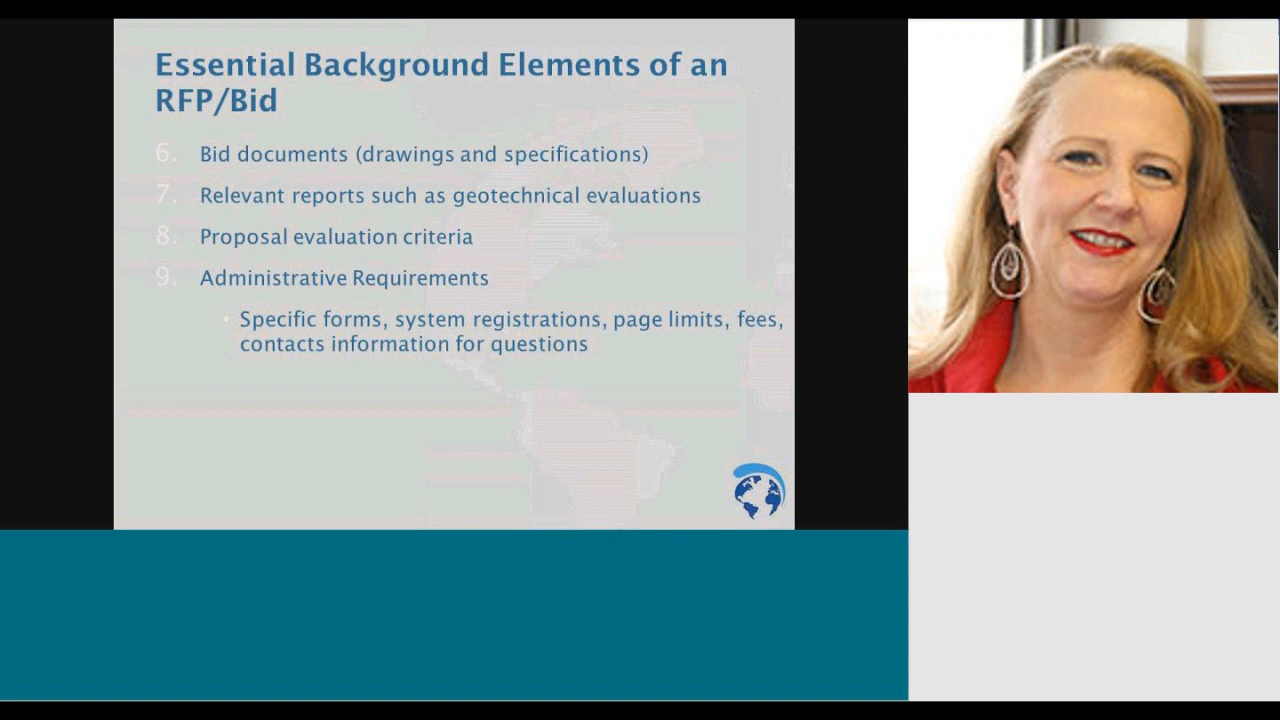 Essential Background Elements of an
RFP/Bid
6. Bid documents (drawings and specifications)
7. Relevant reports such as geotechnical evaluations
8. Proposal evaluation criteria
9. Administrative Requirements
• Specific forms, system registrations, page limits, fees,
contacts information for questions